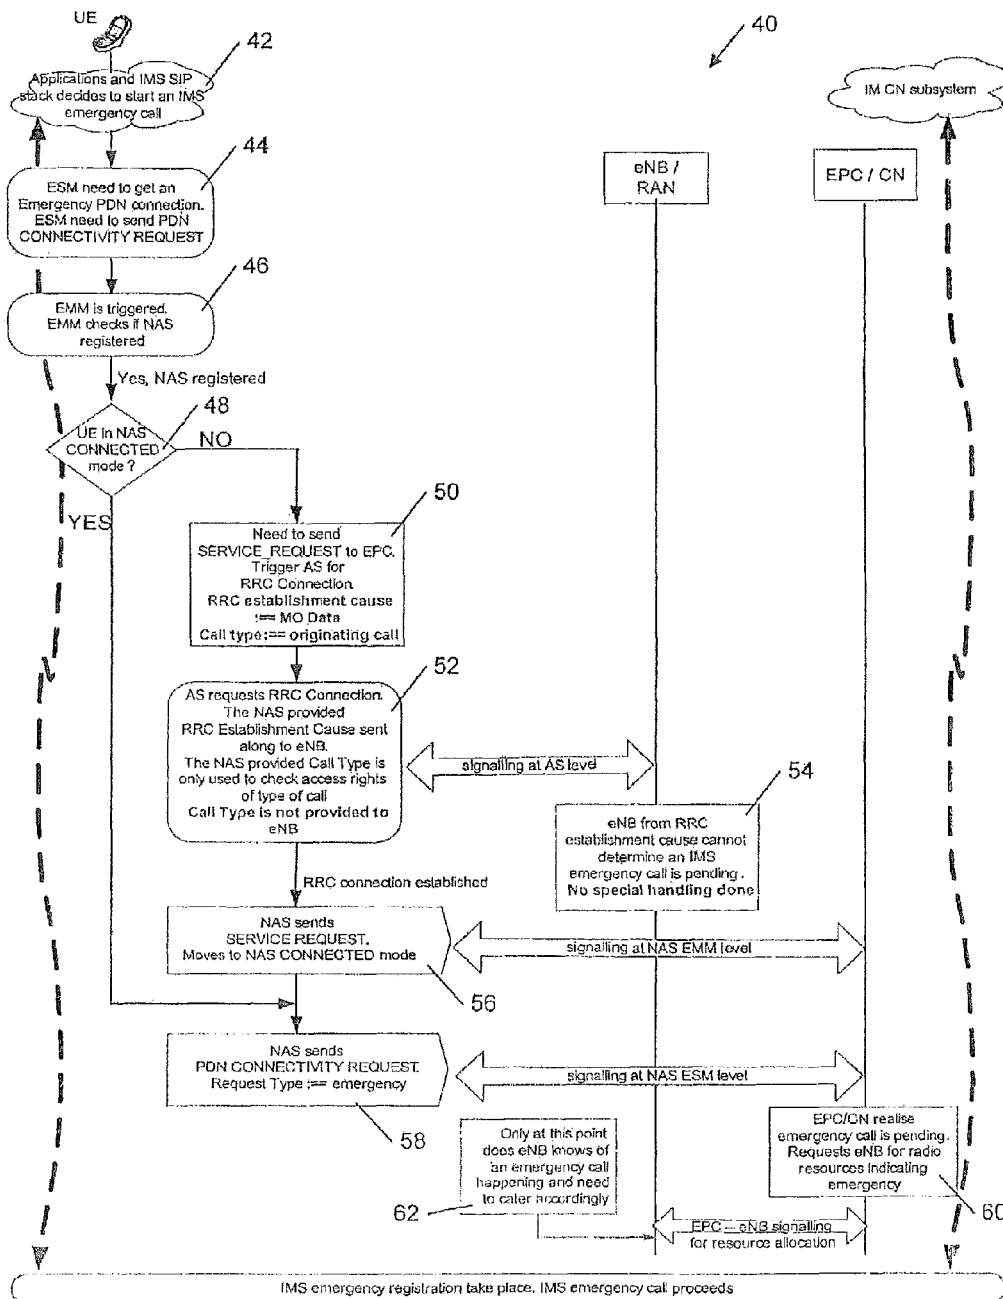 UE
42
40
Applications and IMS SIP
stack decides to start an IMS
emergency call
IM CN subsystem
44
eNB /
RAN
EPC / CN
ESM need to get an
Emergency PDN connection.
ESM need to send PDN
CONNECTIVITY REQUEST
46
EMM is triggered.
EMM checks if NAS
registered
Yes, NAS registered
48
UE in NAS
CONNECTED
mode ?
NO
YES
50
Need to send
SERVICE_REQUEST to EPC.
Trigger AS for
RRC Connection
RRC establishment cause
:== MO Data
Call type:== originating call
52
AS requests RRC Connection.
The NAS provided
RRC Establishment Cause sent
along to eNB.
The NAS provided Call Type is
only used to check access rights
of type of call
Call Type is not provided to
eNB
signalling at AS level
54
eNB from RRC
establishment cause cannot
determine an IMS
emergency call is pending .
No special handling done
RRC connection established
NAS sends
SERVICE REQUEST.
Moves to NAS CONNECTED mode
signalling at NAS EMM level
56
NAS sends
PDN CONNECTIVITY REQUEST.
Request Type :== emergency
signalling at NAS ESM level
58
Only at this point
does eNB knows of
an emergency call
happening and need
to cater accordingly
62
EPC/CN realise
emergency call is pending.
Requests eNB for radio
resources indicating
emergency
60
EPC – eNB signalling
for resource allocation
IMS emergency registration take place. IMS emergency call proceeds